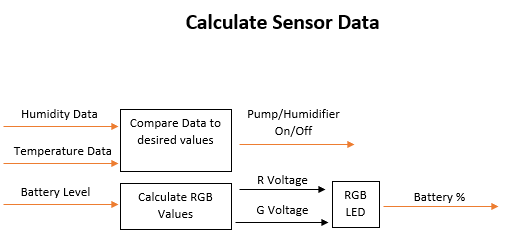 Calculate Sensor Data
Humidity Data
Compare Data to
desired values
Pump/Humidifier
On/Off
Temperature Data
Battery Level
Calculate RGB
Values
R Voltage
G Voltage
RGB
LED
Battery %